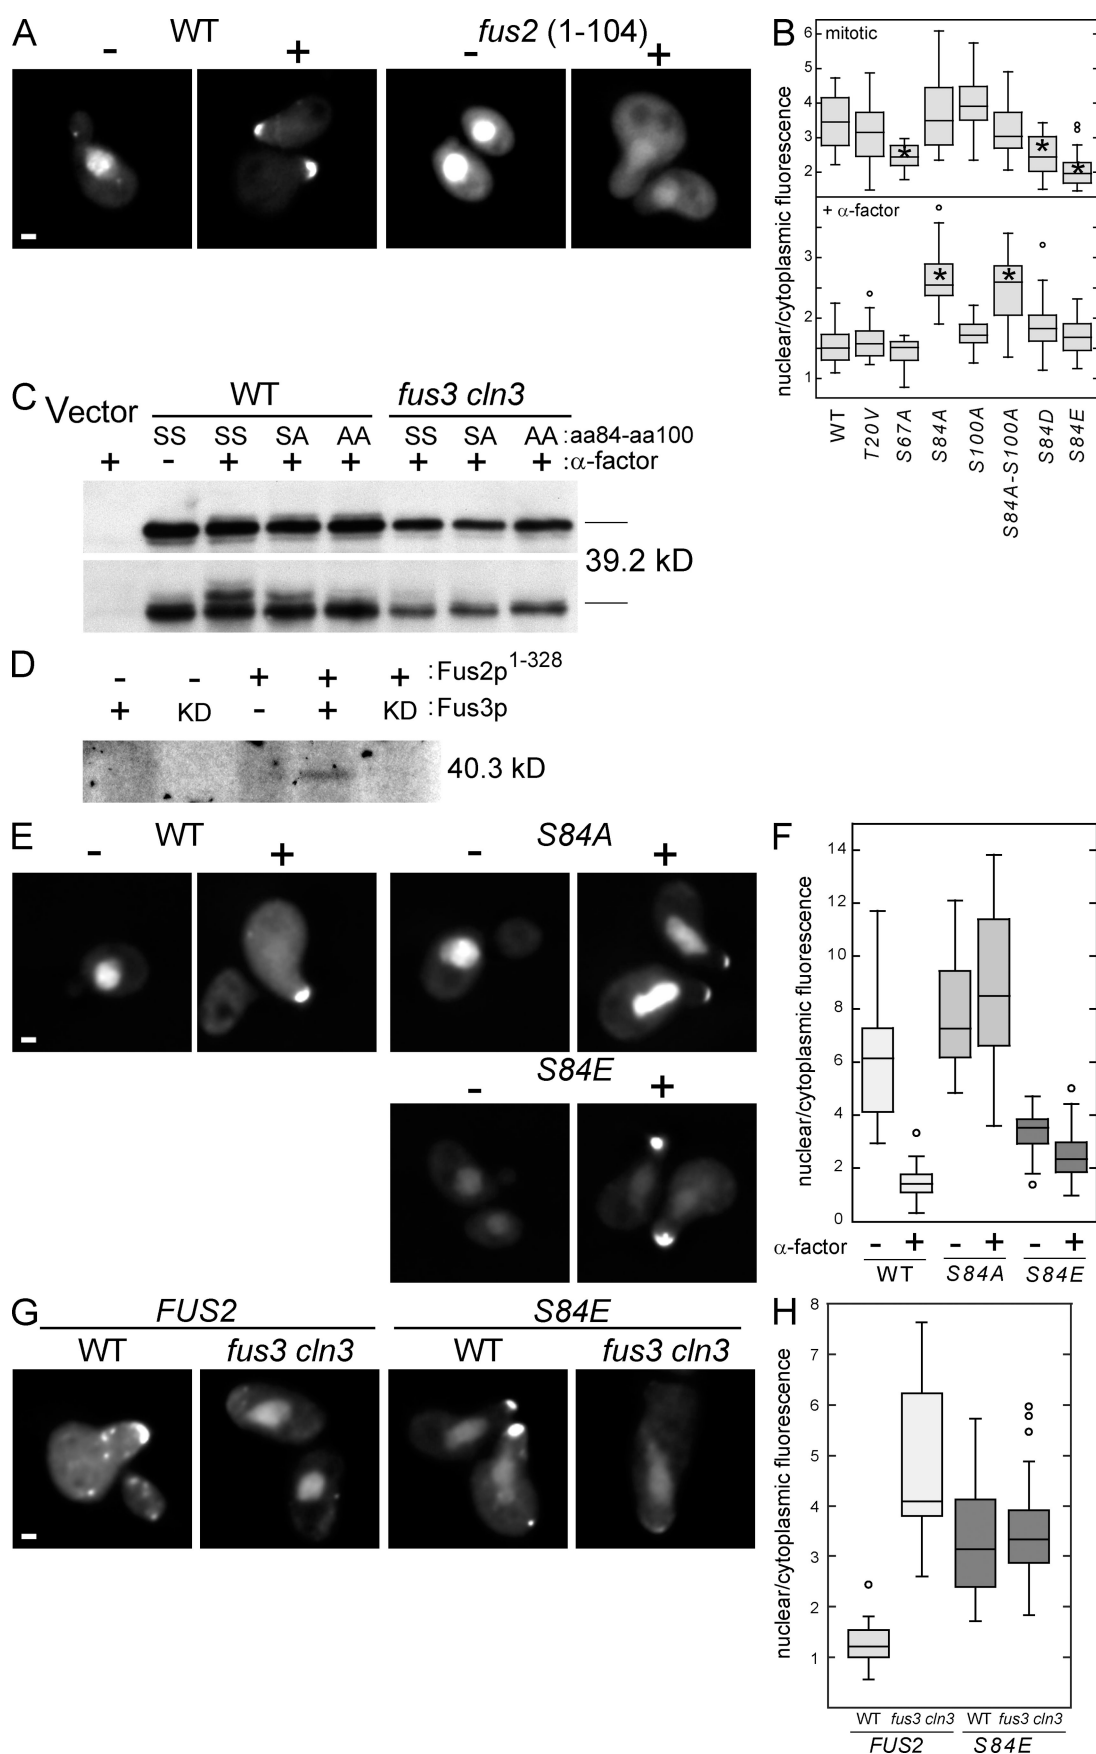 A WT fus2 (1-104)
- + - +
B
mitotic
6
5
4
3
2
* * *
+ α-factor
3
2
1
* *
nuclear/cytoplasmic fluorescence
WT T20V S67A S84A S100A S84A-S100A S84D S84E
C Vector WT fus3 cln3
SS SS SA AA SS SA AA :aa84-aa100
+ - + + + + + + :α-factor
39.2 kD
D
- - + + + :Fus2p1-328
+ KD - + KD :Fus3p
40.3 kD
E WT S84A
- + - +
S84E
- +
F
14
12
10
8
6
4
2
0
nuclear/cytoplasmic fluorescence
α-factor - + - + - +
WT S84A S84E
G FUS2 S84E
WT fus3 cln3 WT fus3 cln3
H
8
7
6
5
4
3
2
1
nuclear/cytoplasmic fluorescence
WT fus3 cln3 WT fus3 cln3
FUS2 S84E